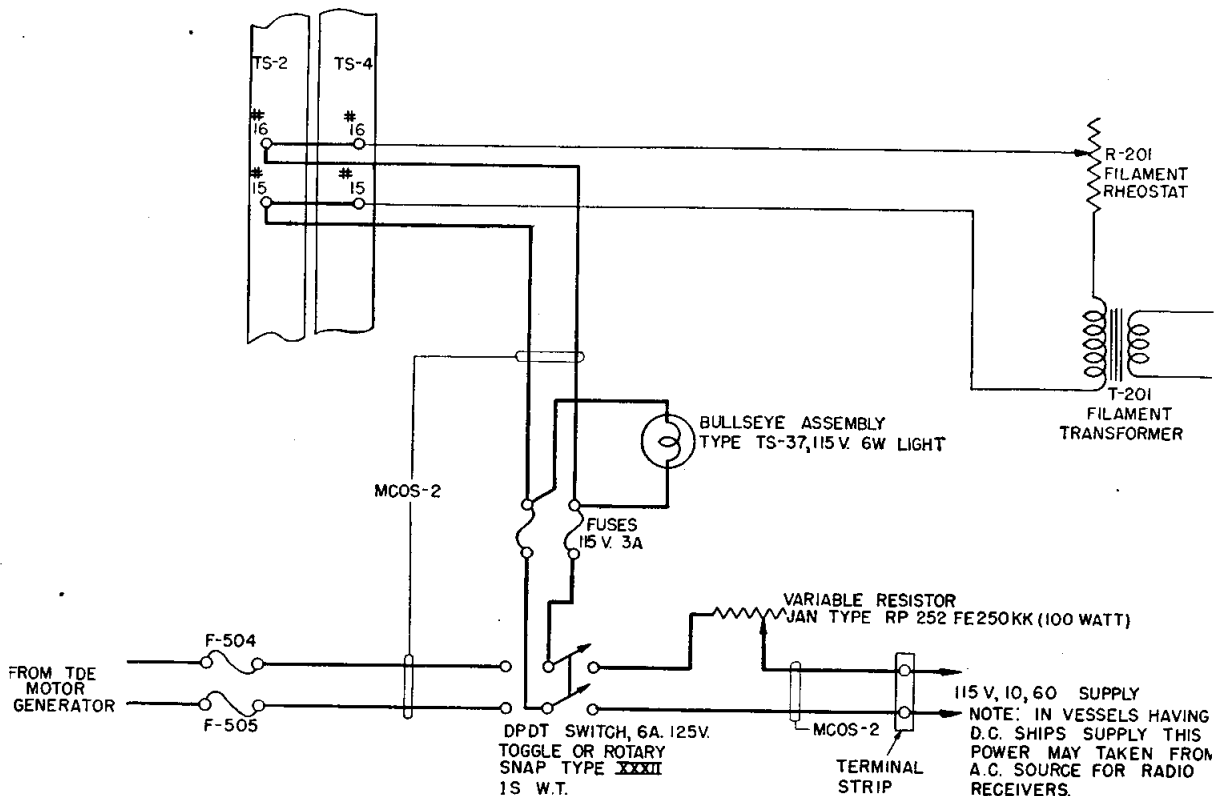 TS-2
TS-4
#
16
#
16
#
15
#
15
R-201
FILAMENT
RHEOSTAT
T-201
FILAMENT
TRANSFORMER
BULLSEYE ASSEMBLY
TYPE TS-37, 115 V. 6W LIGHT
MCOS-2
FUSES
115 V. 3A
VARIABLE RESISTOR
JAN TYPE RP 252 FE250KK (100 WATT)
F-504
FROM TDE
MOTOR
GENERATOR
F-505
DPDT SWITCH, 6A. 125V.
TOGGLE OR ROTARY
SNAP TYPE XXXII
1S W.T.
MCOS-2
TERMINAL
STRIP
115 V, 10, 60 SUPPLY
NOTE: IN VESSELS HAVING
D.C. SHIPS SUPPLY THIS
POWER MAY TAKEN FROM
A.C. SOURCE FOR RADIO
RECEIVERS.